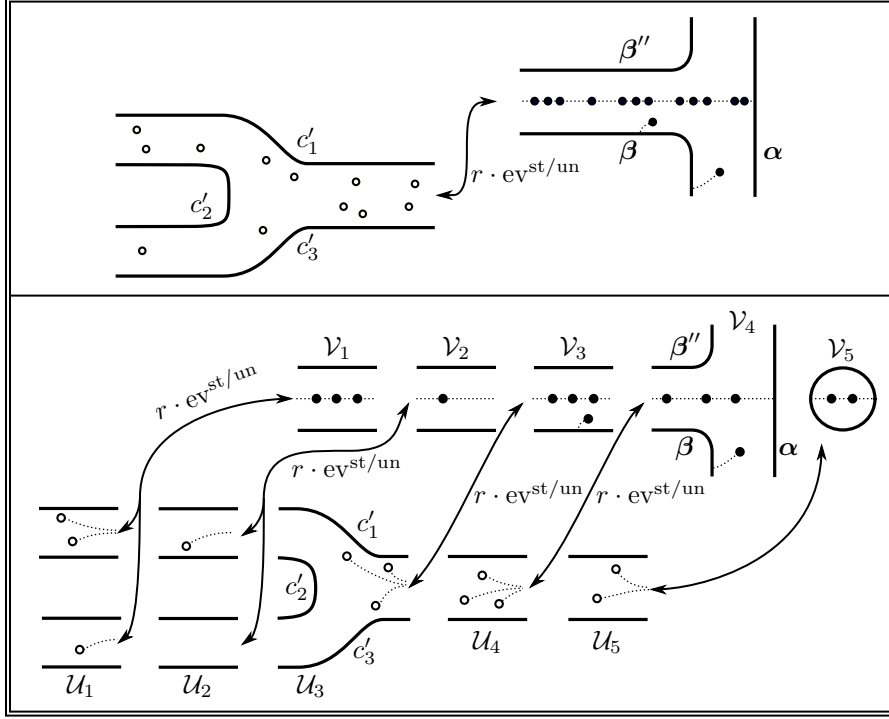 β′′
c′₁
β
α
r · ev^{st/un}
c′₂
c′₃
V₁
V₂
V₃
V₄
V₅
β′′
r · ev^{st/un}
β
α
r · ev^{st/un}
r · ev^{st/un}
r · ev^{st/un}
c′₁
c′₂
c′₃
U₁
U₂
U₃
U₄
U₅